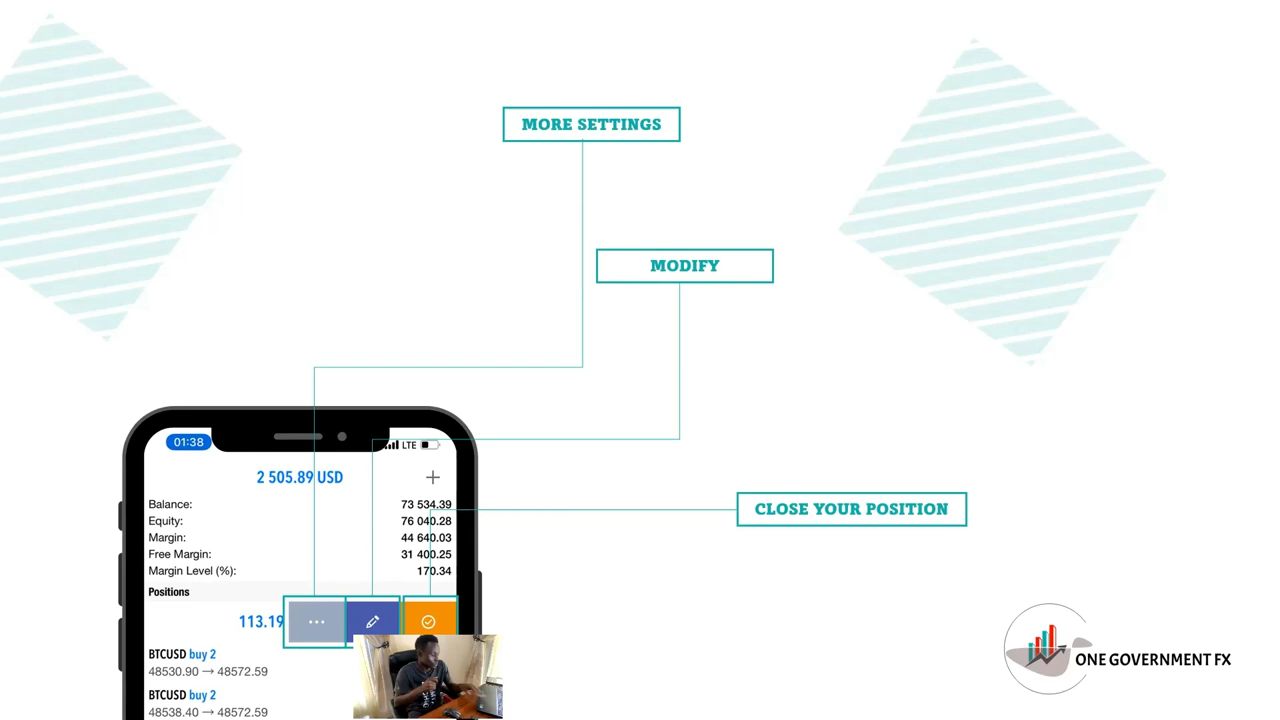 MORE SETTINGS
MODIFY
01:38
LTE
2 505.89 USD
Balance: 73 534.39
CLOSE YOUR POSITION
Equity: 76 040.28
Margin: 44 640.03
Free Margin: 31 400.25
Margin Level (%): 170.34
Positions
113.19
BTCUSD buy 2
48530.90 → 48572.59
BTCUSD buy 2
48538.40 → 48572.59
ONE GOVERNMENT FX